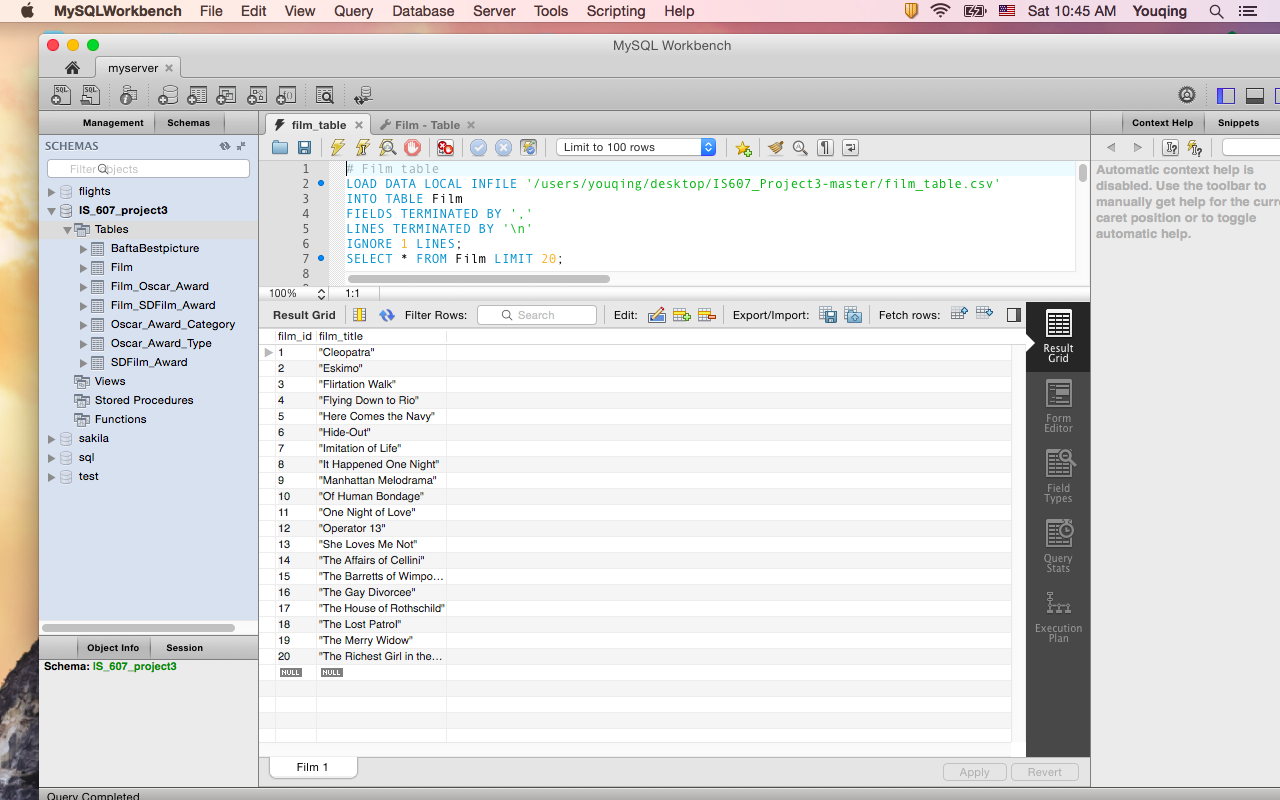 MySQLWorkbench File Edit View Query Database Server Tools Scripting Help Sat 10:45 AM Youqing
MySQL Workbench
myserver
Management Schemas
film_table Film - Table
Context Help Snippets
SCHEMAS
Filter objects
flights
IS_607_project3
Tables
BaftaBestpicture
Film
Film_Oscar_Award
Film_SDFilm_Award
Oscar_Award_Category
Oscar_Award_Type
SDFilm_Award
Views
Stored Procedures
Functions
sakila
sql
test
Object Info Session
Schema: IS_607_project3
Limit to 100 rows
1 # Film table
2 LOAD DATA LOCAL INFILE '/users/youqing/desktop/IS607_Project3-master/film_table.csv'
3 INTO TABLE Film
4 FIELDS TERMINATED BY ','
5 LINES TERMINATED BY '\n'
6 IGNORE 1 LINES;
7 SELECT * FROM Film LIMIT 20;
8
100% 1:1
Result Grid Filter Rows: Search Edit: Export/Import: Fetch rows:
film_id film_title
1 "Cleopatra"
2 "Eskimo"
3 "Flirtation Walk"
4 "Flying Down to Rio"
5 "Here Comes the Navy"
6 "Hide-Out"
7 "Imitation of Life"
8 "It Happened One Night"
9 "Manhattan Melodrama"
10 "Of Human Bondage"
11 "One Night of Love"
12 "Operator 13"
13 "She Loves Me Not"
14 "The Affairs of Cellini"
15 "The Barretts of Wimpo...
16 "The Gay Divorcee"
17 "The House of Rothschild"
18 "The Lost Patrol"
19 "The Merry Widow"
20 "The Richest Girl in the...
NULL NULL
Result
Grid
Form
Editor
Field
Types
Query
Stats
Execution
Plan
Automatic context help is
disabled. Use the toolbar to
manually get help for the curr
caret position or to toggle
automatic help.
Film 1
Apply Revert
Query Completed